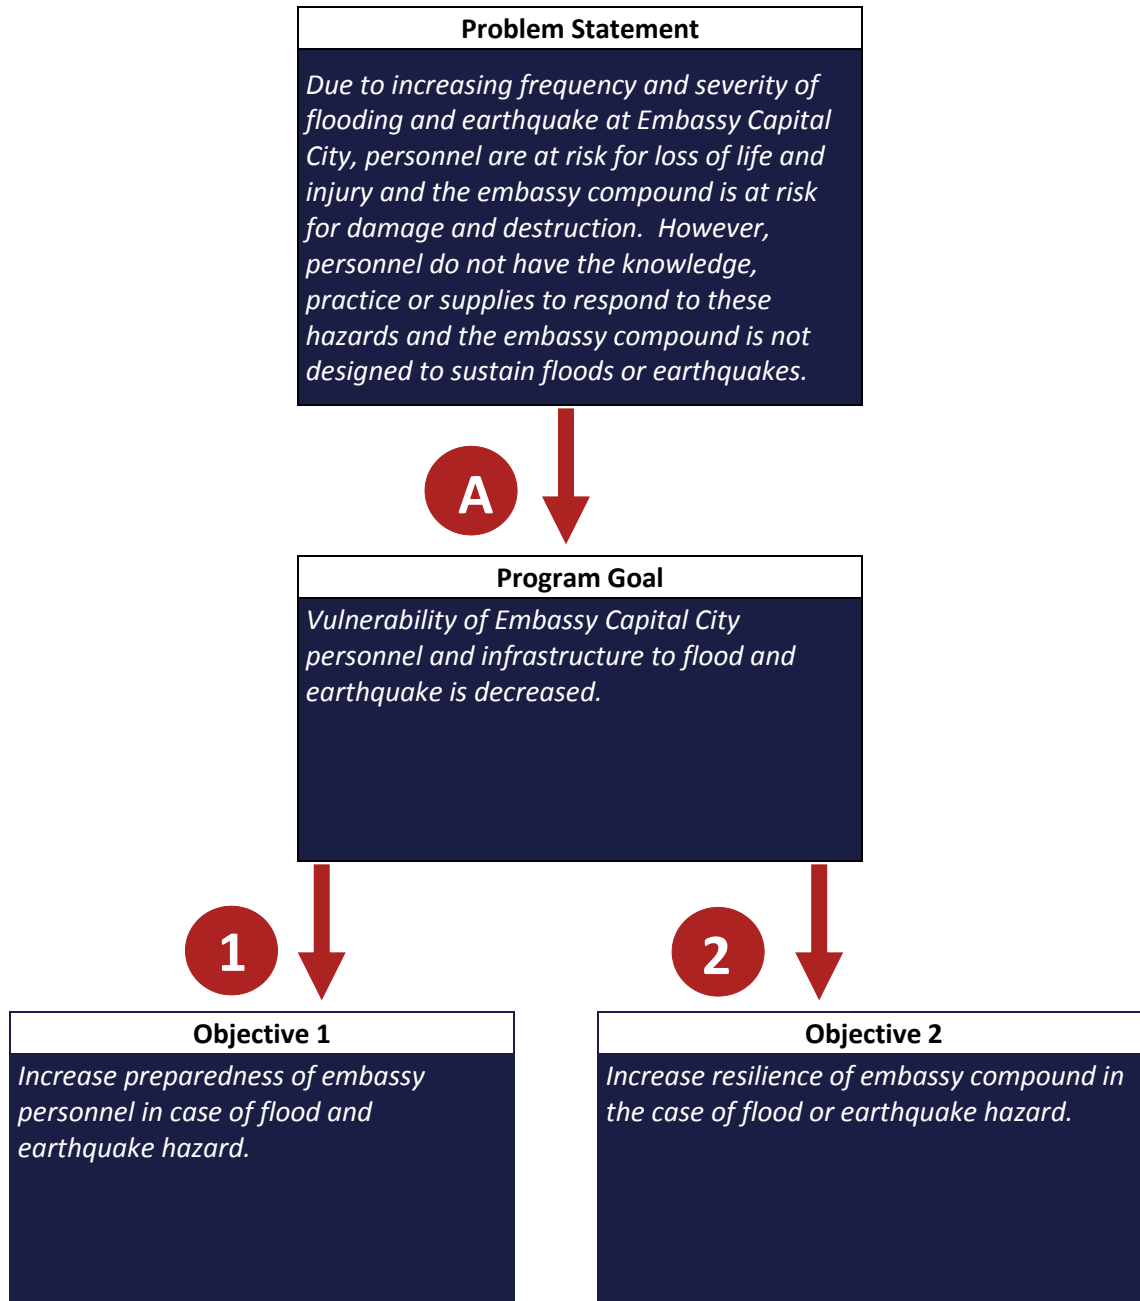 Problem Statement
Due to increasing frequency and severity of
flooding and earthquake at Embassy Capital
City, personnel are at risk for loss of life and
injury and the embassy compound is at risk
for damage and destruction.  However,
personnel do not have the knowledge,
practice or supplies to respond to these
hazards and the embassy compound is not
designed to sustain floods or earthquakes.
A
Program Goal
Vulnerability of Embassy Capital City
personnel and infrastructure to flood and
earthquake is decreased.
1
2
Objective 1
Increase preparedness of embassy
personnel in case of flood and
earthquake hazard.
Objective 2
Increase resilience of embassy compound in
the case of flood or earthquake hazard.